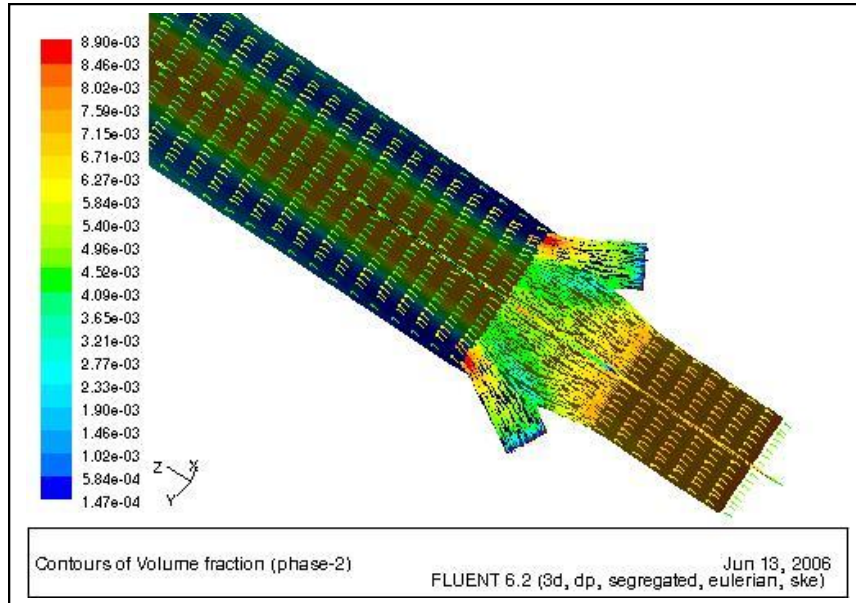 8.90e-03
8.46e-03
8.02e-03
7.59e-03
7.15e-03
6.71e-03
6.27e-03
5.84e-03
5.40e-03
4.96e-03
4.52e-03
4.09e-03
3.65e-03
3.21e-03
2.77e-03
2.33e-03
1.90e-03
1.46e-03
1.02e-03
5.84e-04
1.47e-04
Z X
Y
Contours of Volume fraction (phase-2)
Jun 13, 2006
FLUENT 6.2 (3d, dp, segregated, eulerian, ske)